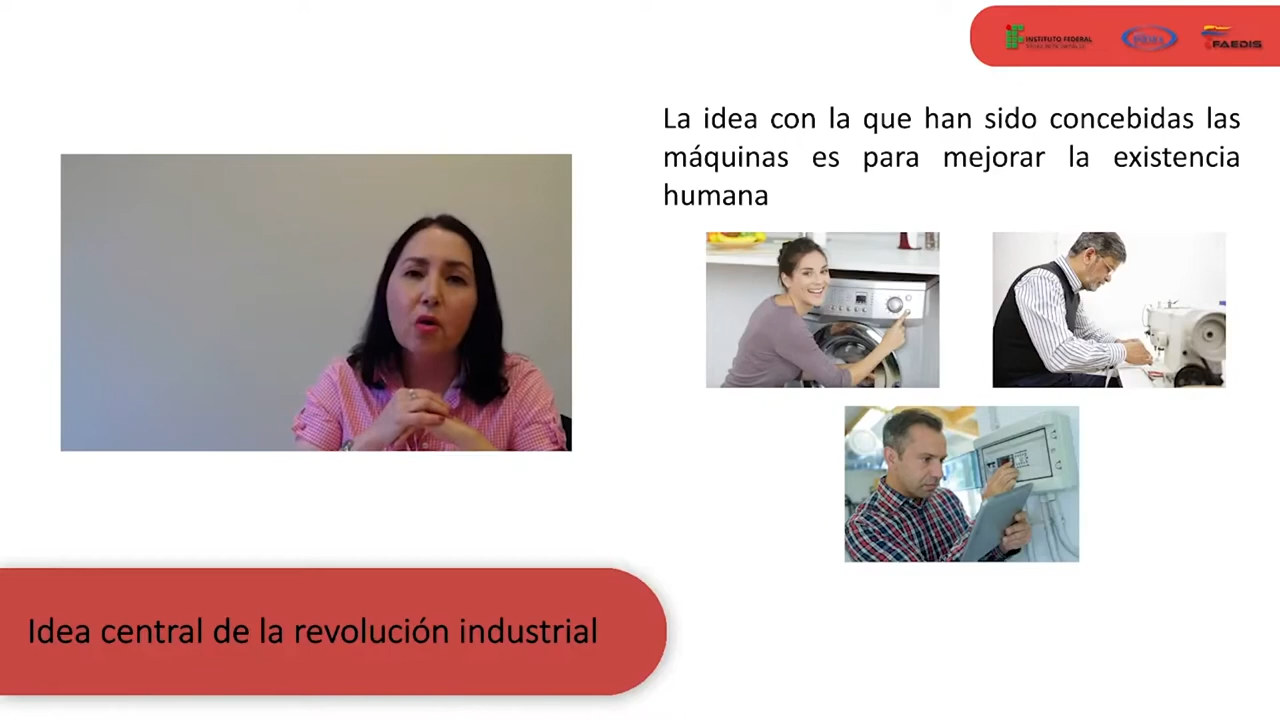 INSTITUTO FEDERAL
FAEDIS
La idea con la que han sido concebidas las
máquinas es para mejorar la existencia
humana
Idea central de la revolución industrial